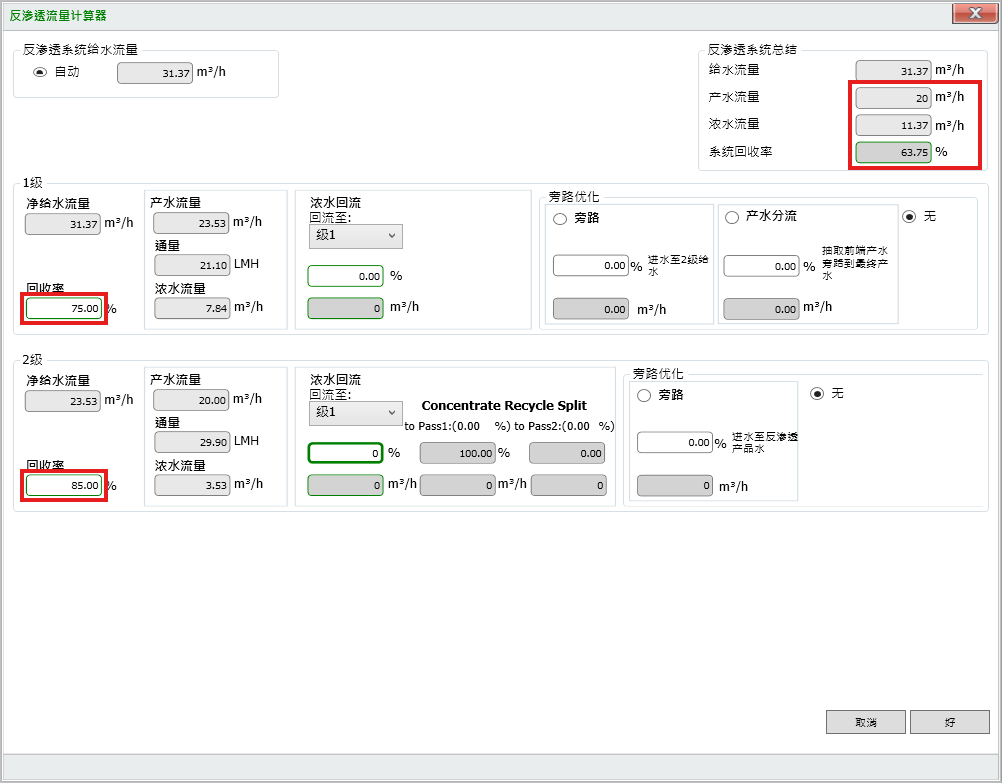 反渗透流量计算器
反渗透系统给水流量
自动 31.37 m³/h
反渗透系统总结
给水流量 31.37 m³/h
产水流量 20 m³/h
浓水流量 11.37 m³/h
系统回收率 63.75 %
1级
净给水流量
31.37 m³/h
回收率
75.00 %
产水流量
23.53 m³/h
通量
21.10 LMH
浓水流量
7.84 m³/h
浓水回流
回流至:
级1
0.00 %
0 m³/h
旁路优化
旁路
0.00 % 进水至2级给
水
0.00 m³/h
产水分流
0.00 % 抽取前端产水
旁路到最终产
水
0.00 m³/h
无
2级
净给水流量
23.53 m³/h
回收率
85.00 %
产水流量
20.00 m³/h
通量
29.90 LMH
浓水流量
3.53 m³/h
浓水回流
回流至:
级1
Concentrate Recycle Split
to Pass1:(0.00 %) to Pass2:(0.00 %)
0 % 100.00 % 0.00
0 m³/h 0 m³/h 0
旁路优化
旁路
0.00 % 进水至反渗透
产品水
0 m³/h
无
取消 好